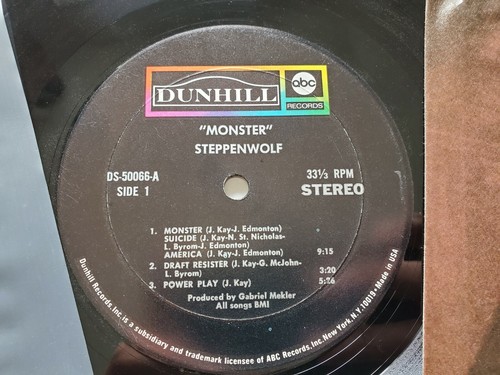 DUNHILL
abc
RECORDS
"MONSTER"
STEPPENWOLF
DS-50066-A
SIDE 1
33⅓ RPM
STEREO
1. MONSTER (J. Kay-J. Edmonton)
SUICIDE (J. Kay-N. St. Nicholas-
L. Byrom-J. Edmonton)
AMERICA (J. Kay-J. Edmonton) 9:15
2. DRAFT RESISTER (J. Kay-G. McJohn-
L. Byrom) 3:20
3. POWER PLAY (J. Kay) 5:26
Produced by Gabriel Mekler
All songs BMI
Dunhill Records, Inc. is a subsidiary and trademark licensee of ABC Records, Inc. New York, N.Y. 10019 • Made in USA